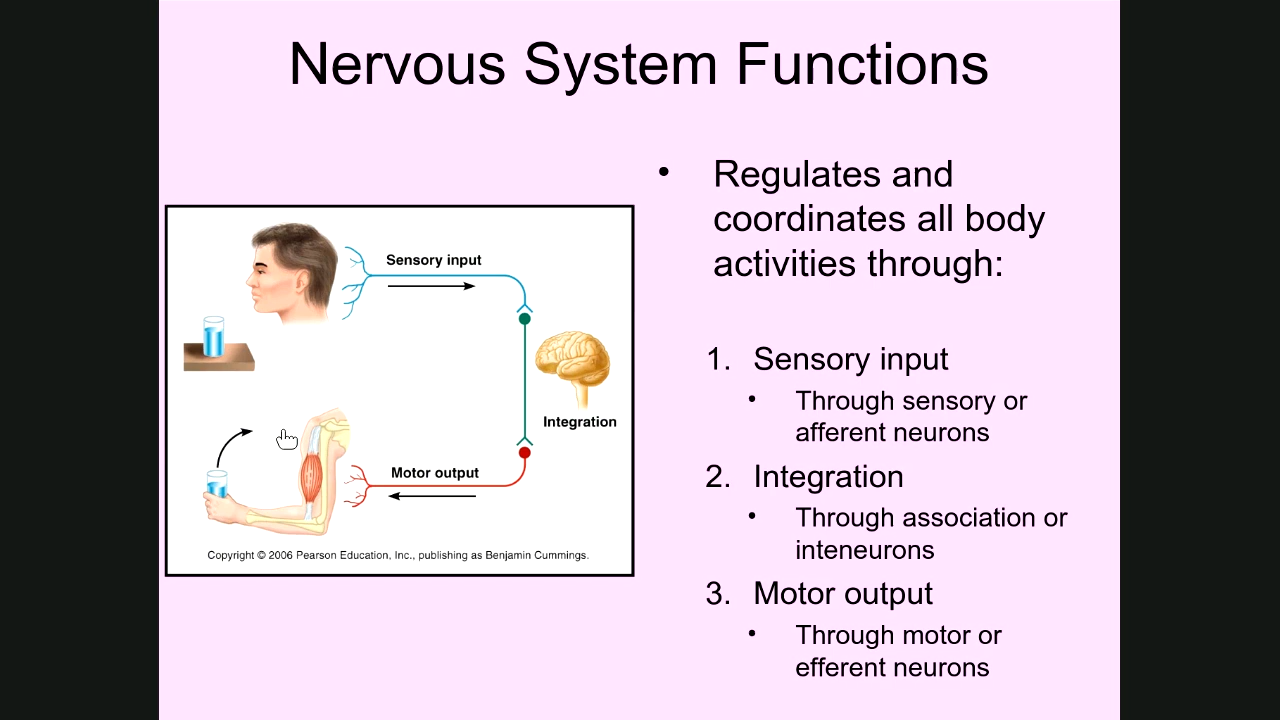 Nervous System Functions
Sensory input
Integration
Motor output
Copyright © 2006 Pearson Education, Inc., publishing as Benjamin Cummings.
• Regulates and
coordinates all body
activities through:
1. Sensory input
• Through sensory or
afferent neurons
2. Integration
• Through association or
inteneurons
3. Motor output
• Through motor or
efferent neurons